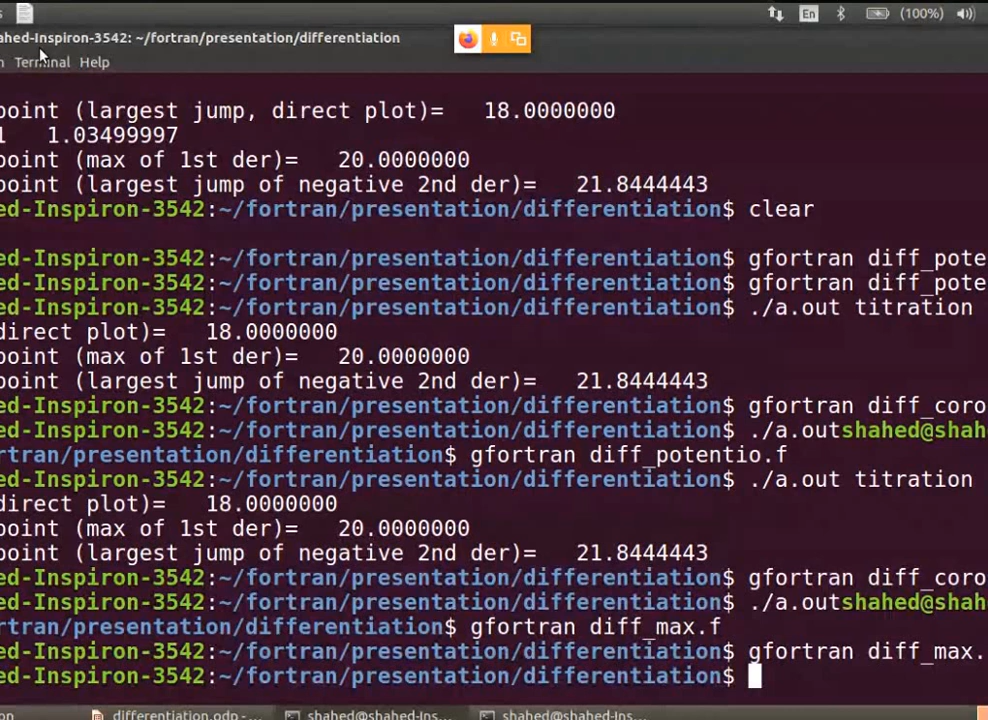 En (100%)
ahed-Inspiron-3542: ~/fortran/presentation/differentiation
Terminal Help
point (largest jump, direct plot)= 18.0000000
1 1.03499997
point (max of 1st der)= 20.0000000
point (largest jump of negative 2nd der)= 21.8444443
ed-Inspiron-3542:~/fortran/presentation/differentiation$ clear
ed-Inspiron-3542:~/fortran/presentation/differentiation$ gfortran diff_pote
ed-Inspiron-3542:~/fortran/presentation/differentiation$ gfortran diff_pote
ed-Inspiron-3542:~/fortran/presentation/differentiation$ ./a.out titration
direct plot)= 18.0000000
point (max of 1st der)= 20.0000000
point (largest jump of negative 2nd der)= 21.8444443
ed-Inspiron-3542:~/fortran/presentation/differentiation$ gfortran diff_coro
ed-Inspiron-3542:~/fortran/presentation/differentiation$ ./a.outshahed@shah
rtran/presentation/differentiation$ gfortran diff_potentio.f
ed-Inspiron-3542:~/fortran/presentation/differentiation$ ./a.out titration
direct plot)= 18.0000000
point (max of 1st der)= 20.0000000
point (largest jump of negative 2nd der)= 21.8444443
ed-Inspiron-3542:~/fortran/presentation/differentiation$ gfortran diff_coro
ed-Inspiron-3542:~/fortran/presentation/differentiation$ ./a.outshahed@shah
rtran/presentation/differentiation$ gfortran diff_max.f
ed-Inspiron-3542:~/fortran/presentation/differentiation$ gfortran diff_max.
ed-Inspiron-3542:~/fortran/presentation/differentiation$
differentiation.odp -... shahed@shahed-Ins... shahed@shahed-Ins...